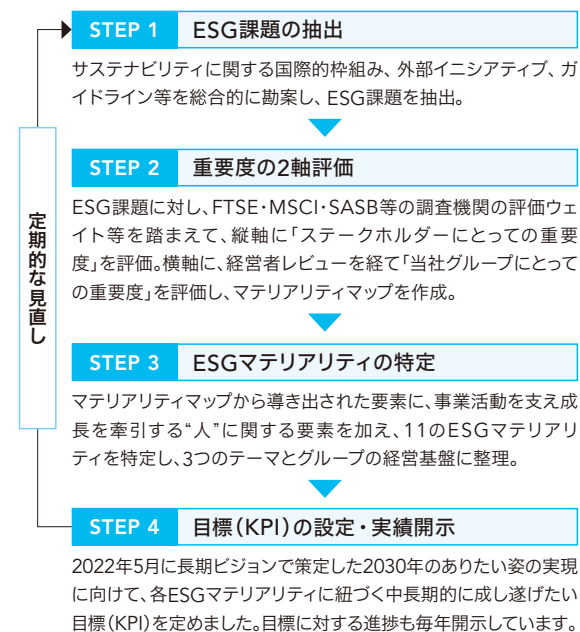 STEP 1 ESG課題の抽出
サステナビリティに関する国際的枠組み、外部イニシアティブ、ガ
イドライン等を総合的に勘案し、ESG課題を抽出。
STEP 2 重要度の2軸評価
ESG課題に対し、FTSE・MSCI・SASB等の調査機関の評価ウェ
イト等を踏まえて、縦軸に「ステークホルダーにとっての重要
度」を評価。横軸に、経営者レビューを経て「当社グループにとって
の重要度」を評価し、マテリアリティマップを作成。
STEP 3 ESGマテリアリティの特定
マテリアリティマップから導き出された要素に、事業活動を支え成
長を牽引する“人”に関する要素を加え、11のESGマテリアリ
ティを特定し、3つのテーマとグループの経営基盤に整理。
STEP 4 目標（KPI）の設定・実績開示
2022年5月に長期ビジョンで策定した2030年のありたい姿の実現
に向けて、各ESGマテリアリティに紐づく中長期的に成し遂げたい
目標（KPI）を定めました。目標に対する進捗も毎年開示しています。
定期的な見直し